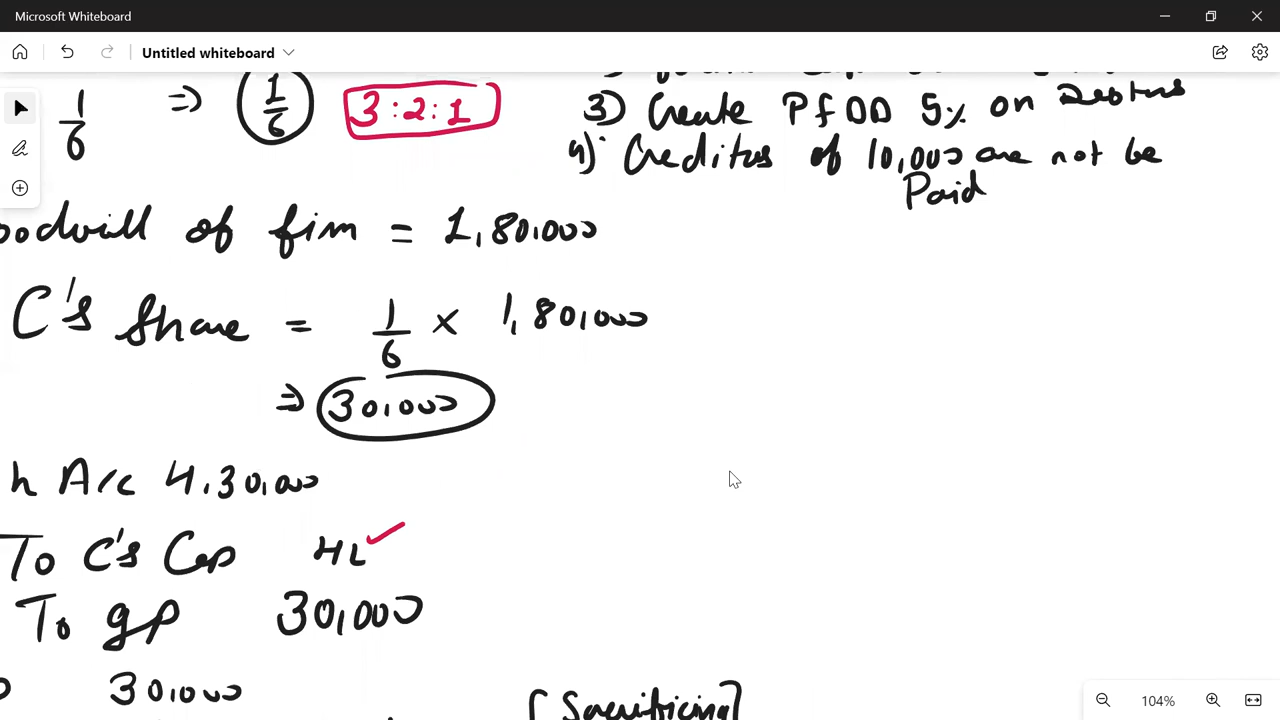 Microsoft Whiteboard
Untitled whiteboard
1/6 ⇒ 1/6 3:2:1
3) Create PfDD 5% on Debtors
4) Creditors of 10,000 are not be
Paid
oodwill of firm = 1,80,000
C's Share = 1/6 × 1,80,000
⇒ 30,000
h A/c 4,30,000
To C's Cap 4L
To gp 30,000
30,000
[Sacrificing]
104%